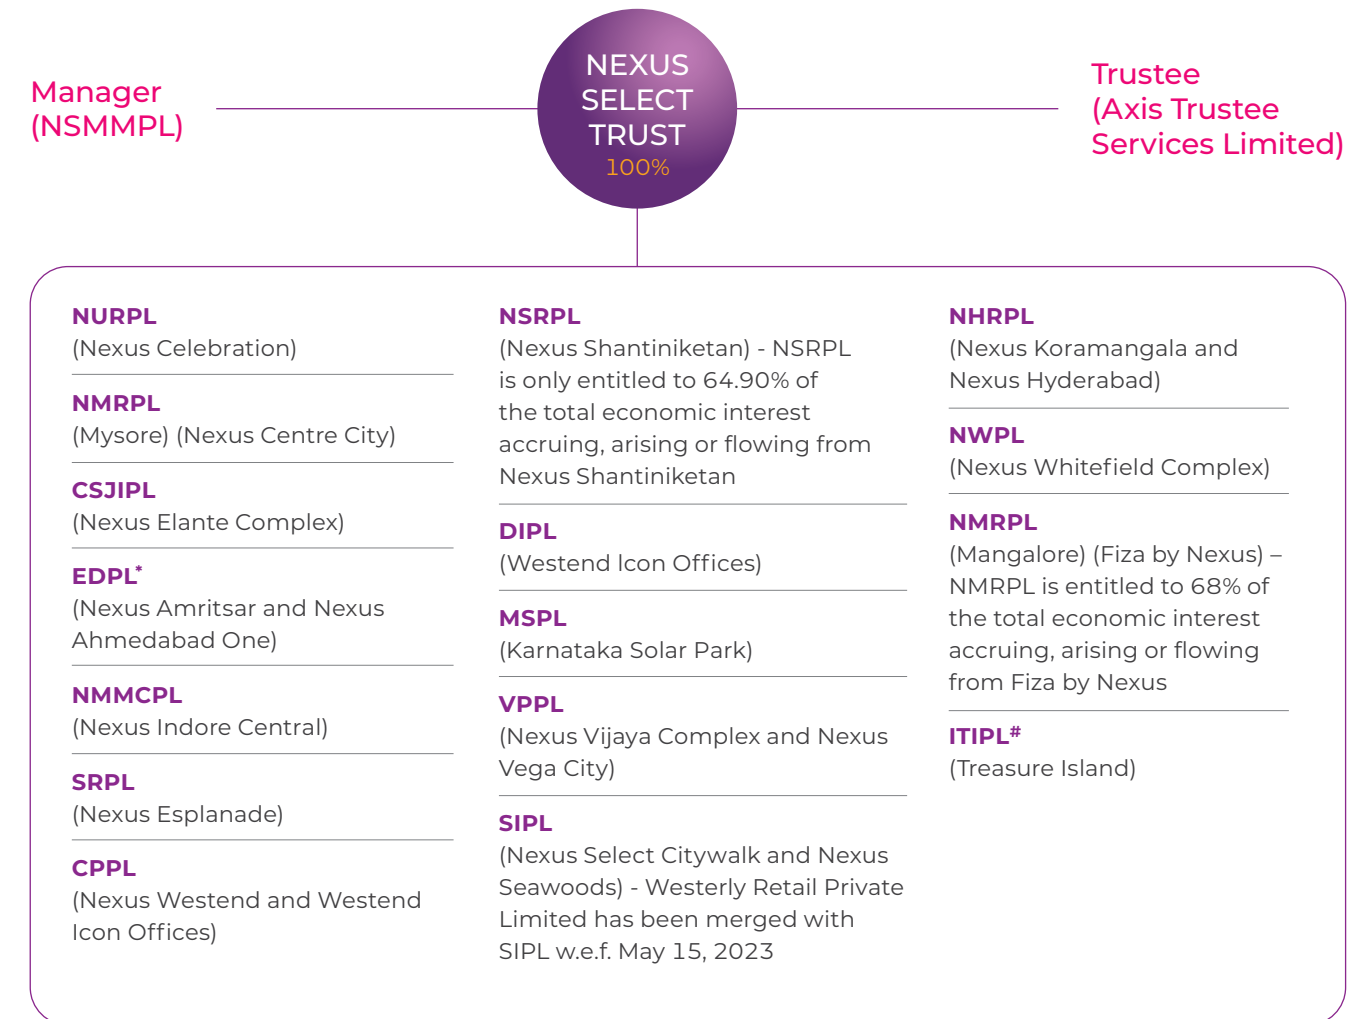 Manager
(NSMMPL)
NEXUS
SELECT
TRUST
100%
Trustee
(Axis Trustee
Services Limited)
NURPL
(Nexus Celebration)
NMRPL
(Mysore) (Nexus Centre City)
CSJIPL
(Nexus Elante Complex)
EDPL*
(Nexus Amritsar and Nexus
Ahmedabad One)
NMMCPL
(Nexus Indore Central)
SRPL
(Nexus Esplanade)
CPPL
(Nexus Westend and Westend
Icon Offices)
NSRPL
(Nexus Shantiniketan) - NSRPL
is only entitled to 64.90% of
the total economic interest
accruing, arising or flowing from
Nexus Shantiniketan
DIPL
(Westend lcon Offices)
MSPL
(Karnataka Solar Park)
VPPL
(Nexus Vijaya Complex and Nexus
Vega City)
SIPL
(Nexus Select Citywalk and Nexus
Seawoods) - Westerly Retail Private
Limited has been merged with
SIPL w.e.f. May 15, 2023
NHRPL
(Nexus Koramangala and
Nexus Hyderabad)
NWPL
(Nexus Whitefield Complex)
NMRPL
(Mangalore) (Fiza by Nexus) –
NMRPL is entitled to 68% of
the total economic interest
accruing, arising or flowing
from Fiza by Nexus
ITIPL#
(Treasure Island)